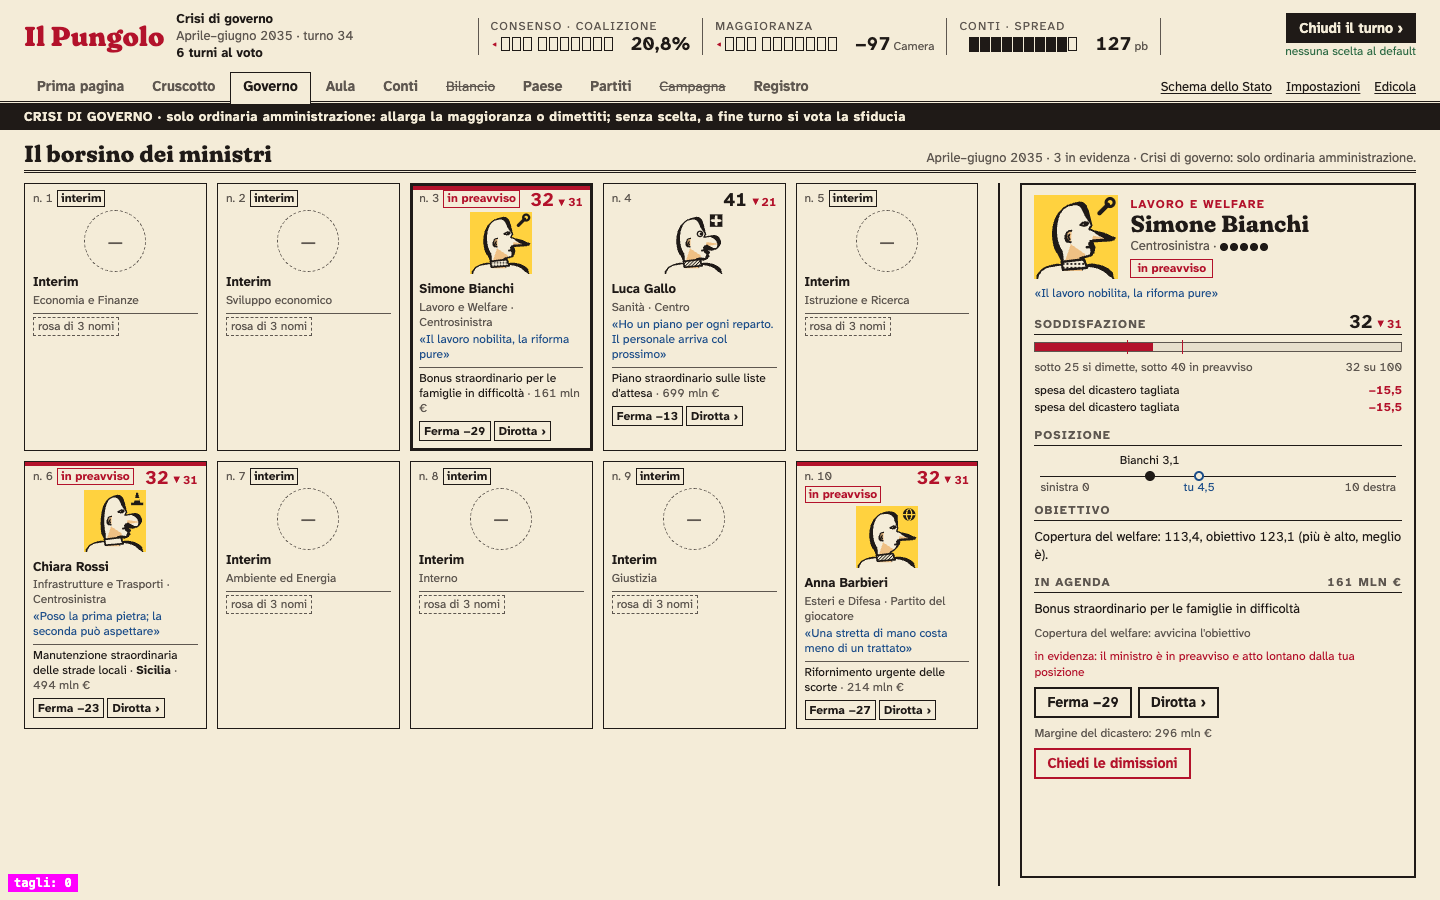 Il Pungolo
Crisi di governo
Aprile–giugno 2035 · turno 34
6 turni al voto
CONSENSO · COALIZIONE
20,8%
MAGGIORANZA
–97 Camera
CONTI · SPREAD
127 pb
Chiudi il turno ›
nessuna scelta al default
Prima pagina Cruscotto Governo Aula Conti Bilancio Paese Partiti Campagna Registro
Schema dello Stato Impostazioni Edicola
CRISI DI GOVERNO · solo ordinaria amministrazione: allarga la maggioranza o dimettiti; senza scelta, a fine turno si vota la sfiducia
Il borsino dei ministri
Aprile–giugno 2035 · 3 in evidenza · Crisi di governo: solo ordinaria amministrazione.
n. 1 interim
—
Interim
Economia e Finanze
rosa di 3 nomi
n. 2 interim
—
Interim
Sviluppo economico
rosa di 3 nomi
n. 3 in preavviso 32 ▼ 31
Simone Bianchi
Lavoro e Welfare ·
Centrosinistra
«Il lavoro nobilita, la riforma
pure»
Bonus straordinario per le
famiglie in difficoltà · 161 mln
€
Ferma –29 Dirotta ›
n. 4 41 ▼ 21
Luca Gallo
Sanità · Centro
«Ho un piano per ogni reparto.
Il personale arriva col
prossimo»
Piano straordinario sulle liste
d'attesa · 699 mln €
Ferma –13 Dirotta ›
n. 5 interim
—
Interim
Istruzione e Ricerca
rosa di 3 nomi
n. 6 in preavviso 32 ▼ 31
Chiara Rossi
Infrastrutture e Trasporti ·
Centrosinistra
«Poso la prima pietra; la
seconda può aspettare»
Manutenzione straordinaria
delle strade locali · Sicilia ·
494 mln €
Ferma –23 Dirotta ›
n. 7 interim
—
Interim
Ambiente ed Energia
rosa di 3 nomi
n. 8 interim
—
Interim
Interno
rosa di 3 nomi
n. 9 interim
—
Interim
Giustizia
rosa di 3 nomi
n. 10 32 ▼ 31
in preavviso
Anna Barbieri
Esteri e Difesa · Partito del
giocatore
«Una stretta di mano costa
meno di un trattato»
Rifornimento urgente delle
scorte · 214 mln €
Ferma –27 Dirotta ›
LAVORO E WELFARE
Simone Bianchi
Centrosinistra · ●●●●●
in preavviso
«Il lavoro nobilita, la riforma pure»
SODDISFAZIONE 32 ▼ 31
sotto 25 si dimette, sotto 40 in preavviso 32 su 100
spesa del dicastero tagliata –15,5
spesa del dicastero tagliata –15,5
POSIZIONE
Bianchi 3,1
sinistra 0 tu 4,5 10 destra
OBIETTIVO
Copertura del welfare: 113,4, obiettivo 123,1 (più è alto, meglio
è).
IN AGENDA 161 MLN €
Bonus straordinario per le famiglie in difficoltà
Copertura del welfare: avvicina l'obiettivo
in evidenza: il ministro è in preavviso e atto lontano dalla tua
posizione
Ferma –29 Dirotta ›
Margine del dicastero: 296 mln €
Chiedi le dimissioni
tagli: 0